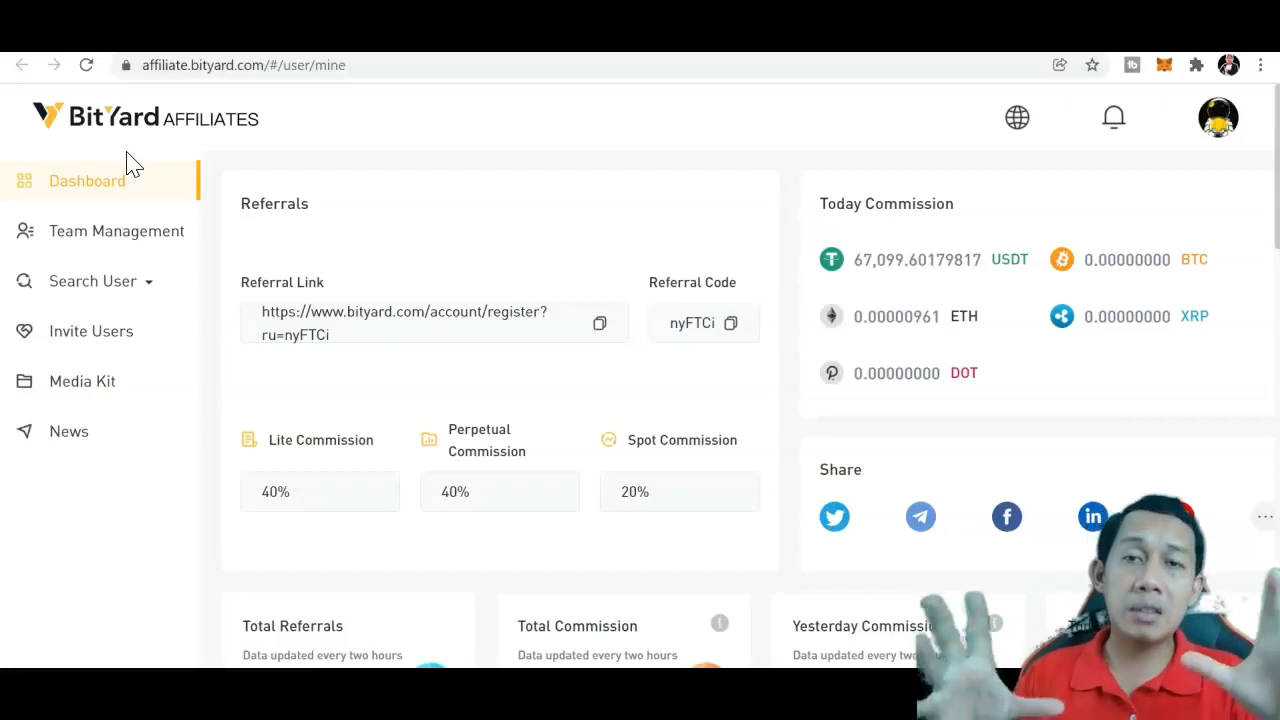 affiliate.bityard.com/#/user/mine
BitYard AFFILIATES
Dashboard
Team Management
Search User
Invite Users
Media Kit
News
Referrals
Referral Link
Referral Code
https://www.bityard.com/account/register?
ru=nyFTCi
nyFTCi
Lite Commission
Perpetual
Commission
Spot Commission
40%
40%
20%
Today Commission
67,099.60179817 USDT
0.00000000 BTC
0.00000961 ETH
0.00000000 XRP
0.00000000 DOT
Share
Total Referrals
Data updated every two hours
Total Commission
Data updated every two hours
Yesterday Commissi
Data updated every two hours